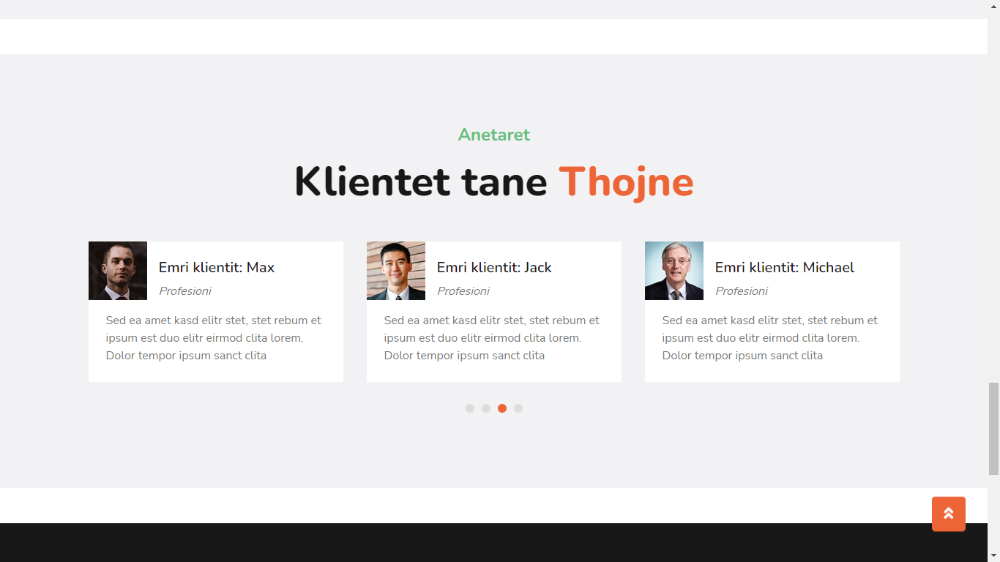 Anetaret
Klientet tane Thojne
Emri klientit: Max
Profesioni
Sed ea amet kasd elitr stet, stet rebum et
ipsum est duo elitr eirmod clita lorem.
Dolor tempor ipsum sanct clita
Emri klientit: Jack
Profesioni
Sed ea amet kasd elitr stet, stet rebum et
ipsum est duo elitr eirmod clita lorem.
Dolor tempor ipsum sanct clita
Emri klientit: Michael
Profesioni
Sed ea amet kasd elitr stet, stet rebum et
ipsum est duo elitr eirmod clita lorem.
Dolor tempor ipsum sanct clita